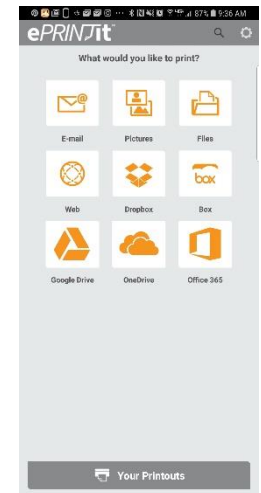 87% 9:36 AM
ePRINTit
What would you like to print?
E-mail Pictures Files
box
Web Dropbox Box
Google Drive OneDrive Office 365
Your Printouts